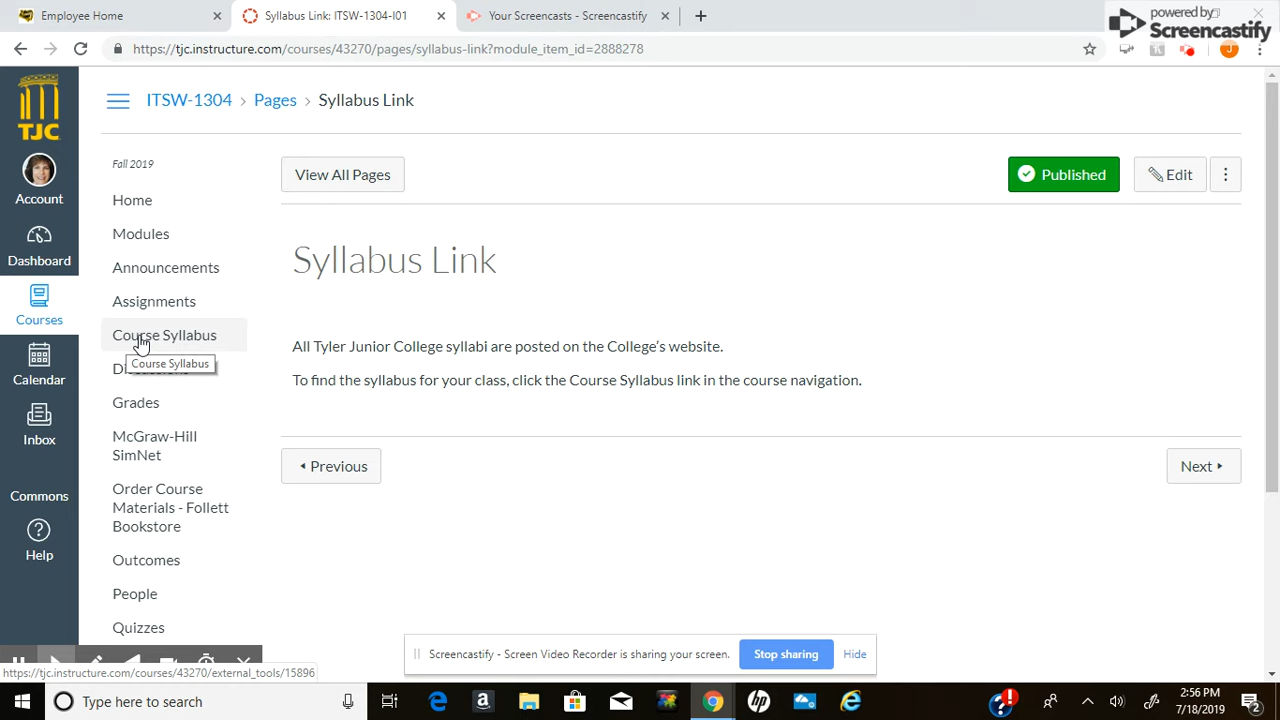 Employee Home
Syllabus Link: ITSW-1304-I01
Your Screencasts - Screencastify
powered by
Screencastify
https://tjc.instructure.com/courses/43270/pages/syllabus-link?module_item_id=2888278
J
TJC
Account
Dashboard
Courses
Calendar
Inbox
Commons
Help
ITSW-1304 › Pages › Syllabus Link
Fall 2019
Home
Modules
Announcements
Assignments
Course Syllabus
Course Syllabus
Grades
McGraw-Hill
SimNet
Order Course
Materials - Follett
Bookstore
Outcomes
People
Quizzes
View All Pages
Published
Edit
Syllabus Link
All Tyler Junior College syllabi are posted on the College's website.
To find the syllabus for your class, click the Course Syllabus link in the course navigation.
Previous
Next
Screencastify - Screen Video Recorder is sharing your screen.
Stop sharing
Hide
https://tjc.instructure.com/courses/43270/external_tools/15896
Type here to search
2:56 PM
7/18/2019
2